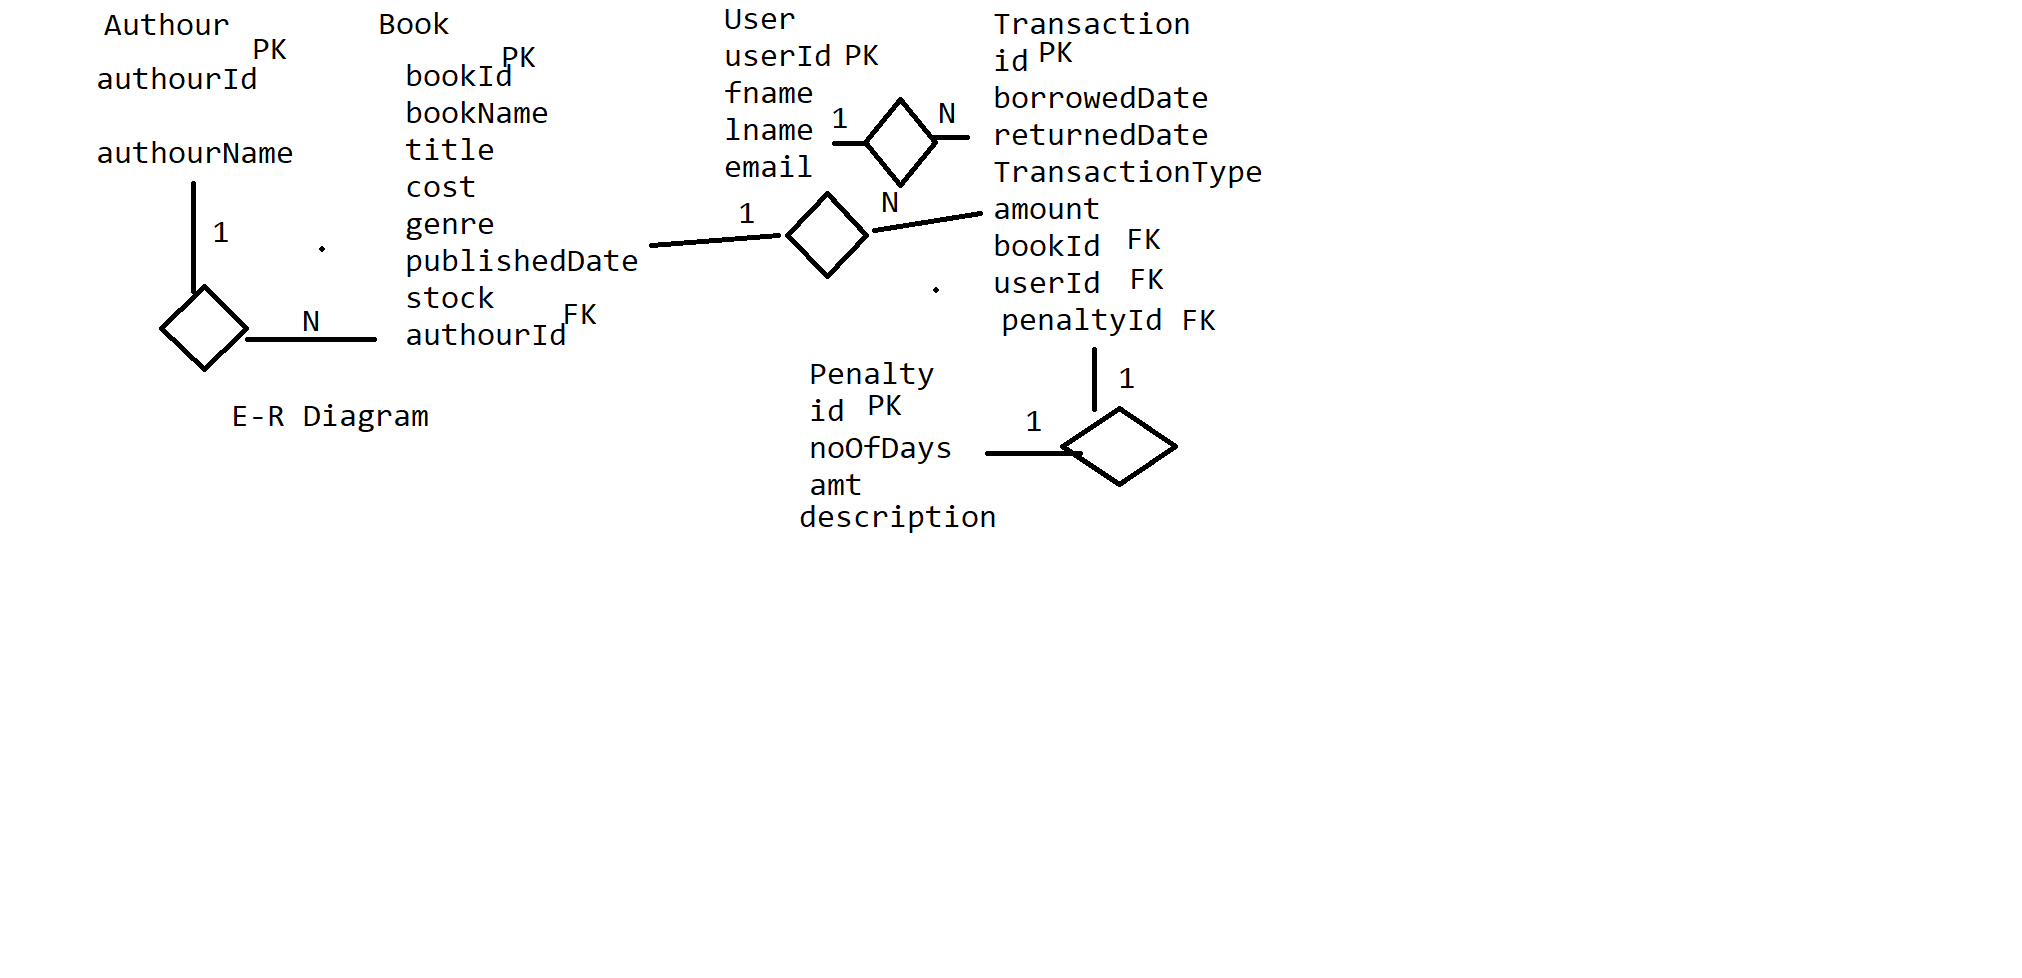 Authour
PK
authourId
authourName
1
N
Book
PK
bookId
bookName
title
cost
genre
publishedDate
stock
authourId FK
E-R Diagram
User
userId PK
fname
lname
email
1
N
1
N
Transaction
id PK
borrowedDate
returnedDate
TransactionType
amount
bookId FK
userId FK
penaltyId FK
1
1
Penalty
id PK
noOfDays
amt
description